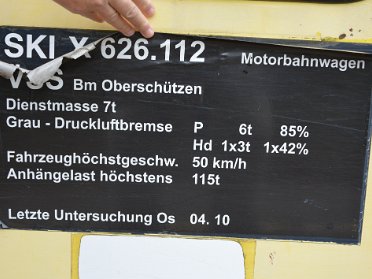 SKI X 626.112 Motorbahnwagen
VSS Bm Oberschützen
Dienstmasse 7t
Grau - Druckluftbremse P 6t 85%
Hd 1x3t 1x42%
Fahrzeughöchstgeschw. 50 km/h
Anhängelast höchstens 115t
Letzte Untersuchung Os 04. 10